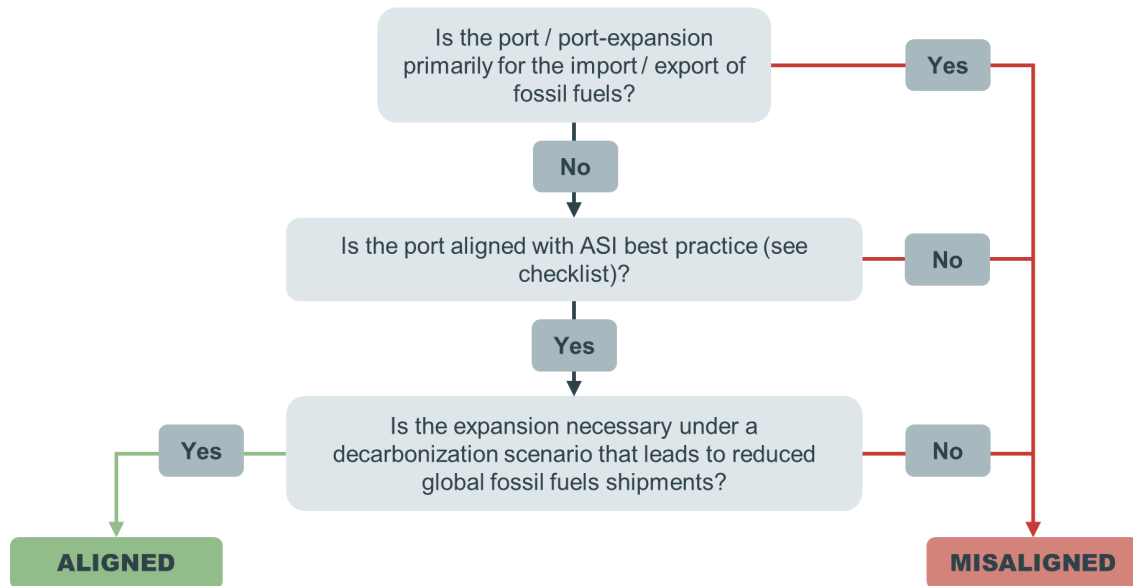 Is the port / port-expansion
primarily for the import / export of
fossil fuels?
Yes
No
Is the port aligned with ASI best practice (see
checklist)?
No
Yes
Is the expansion necessary under a
decarbonization scenario that leads to reduced
global fossil fuels shipments?
Yes
No
ALIGNED
MISALIGNED